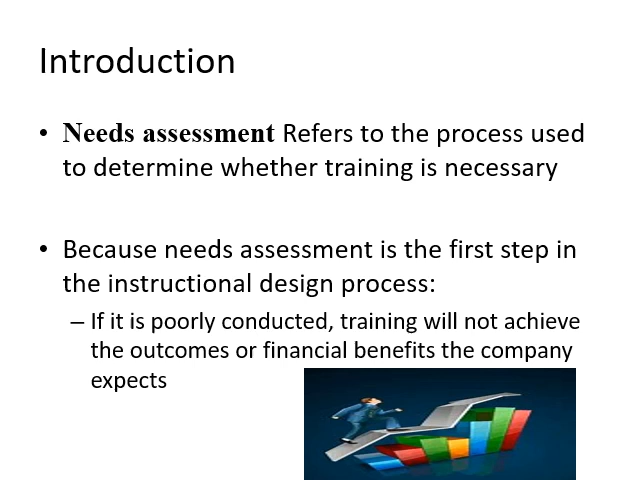 Introduction
• Needs assessment Refers to the process used
to determine whether training is necessary
• Because needs assessment is the first step in
the instructional design process:
– If it is poorly conducted, training will not achieve
the outcomes or financial benefits the company
expects